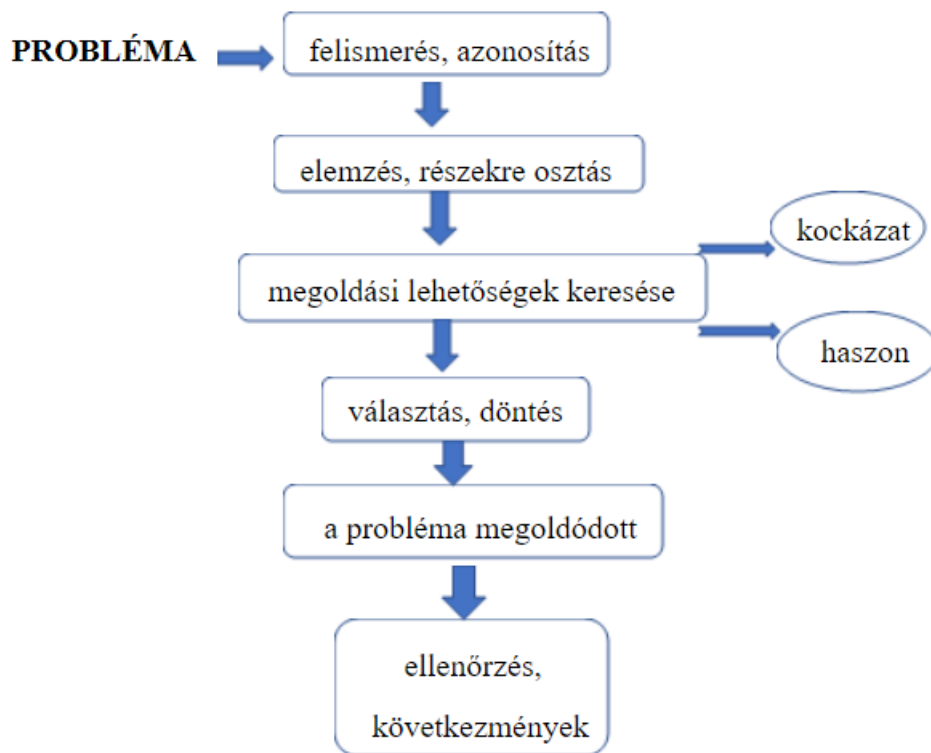 PROBLÉMA
felismerés, azonosítás
elemzés, részekre osztás
kockázat
megoldási lehetőségek keresése
haszon
választás, döntés
a probléma megoldódott
ellenőrzés,
következmények